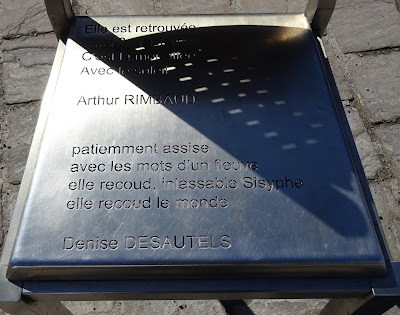 Elle est retrouvée
C'est la mer allée
Avec le soleil
Arthur RIMBAUD
patiemment assise
avec les mots d'un fleuve
elle recoud, inlassable Sisyphe
elle recoud le monde
Denise DESAUTELS